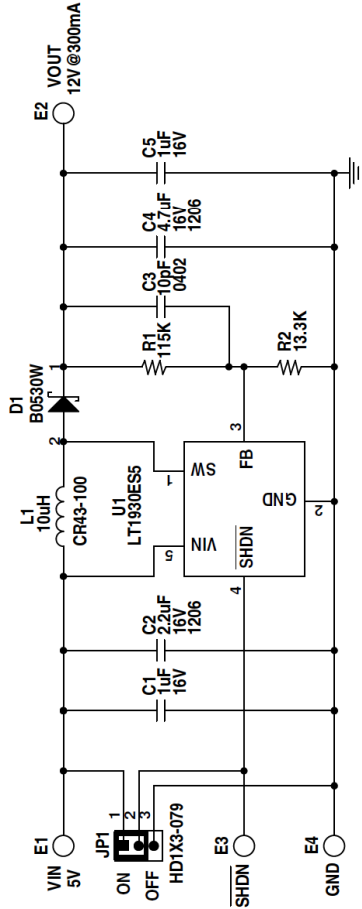 E1
VIN
5V
JP1
1
2
3
ON
OFF
HD1X3-079
E3
SHDN
E4
GND
C1
1uF
16V
C2
2.2uF
16V
1206
L1
10uH
CR43-100
U1
LT1930ES5
5
VIN
1
SW
4
SHDN
3
FB
GND
2
D1
B0530W
2
1
R1
115K
R2
13.3K
C3
10pF
0402
C4
4.7uF
16V
1206
C5
1uF
16V
E2
VOUT
12V @300mA